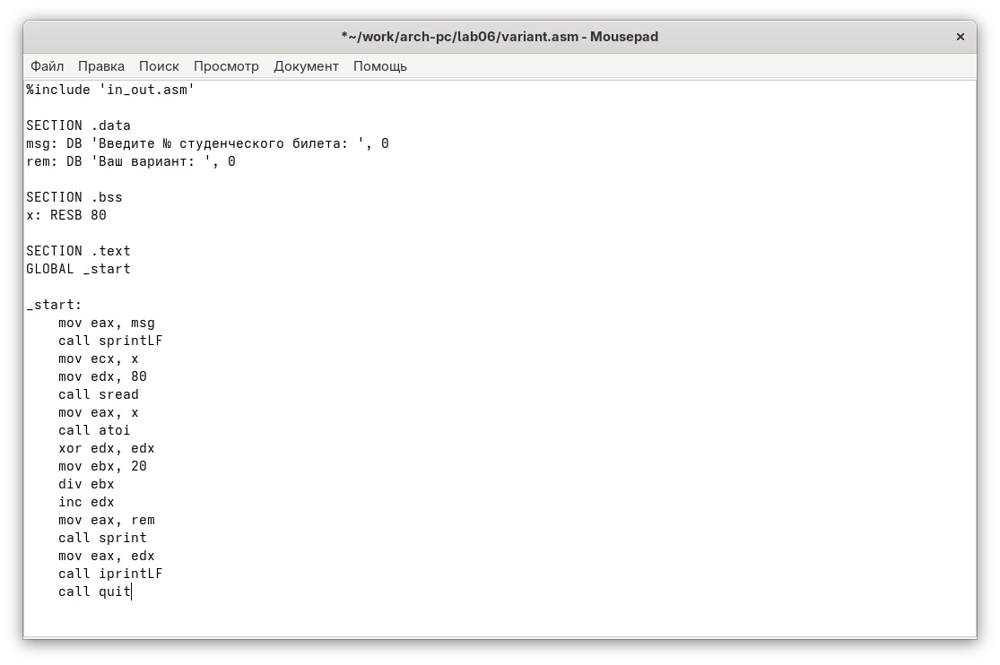 *~/work/arch-pc/lab06/variant.asm - Mousepad
Файл Правка Поиск Просмотр Документ Помощь
%include 'in_out.asm'
SECTION .data
msg: DB 'Введите № студенческого билета: ', 0
rem: DB 'Ваш вариант: ', 0
SECTION .bss
x: RESB 80
SECTION .text
GLOBAL _start
_start:
    mov eax, msg
    call sprintLF
    mov ecx, x
    mov edx, 80
    call sread
    mov eax, x
    call atoi
    xor edx, edx
    mov ebx, 20
    div ebx
    inc edx
    mov eax, rem
    call sprint
    mov eax, edx
    call iprintLF
    call quit